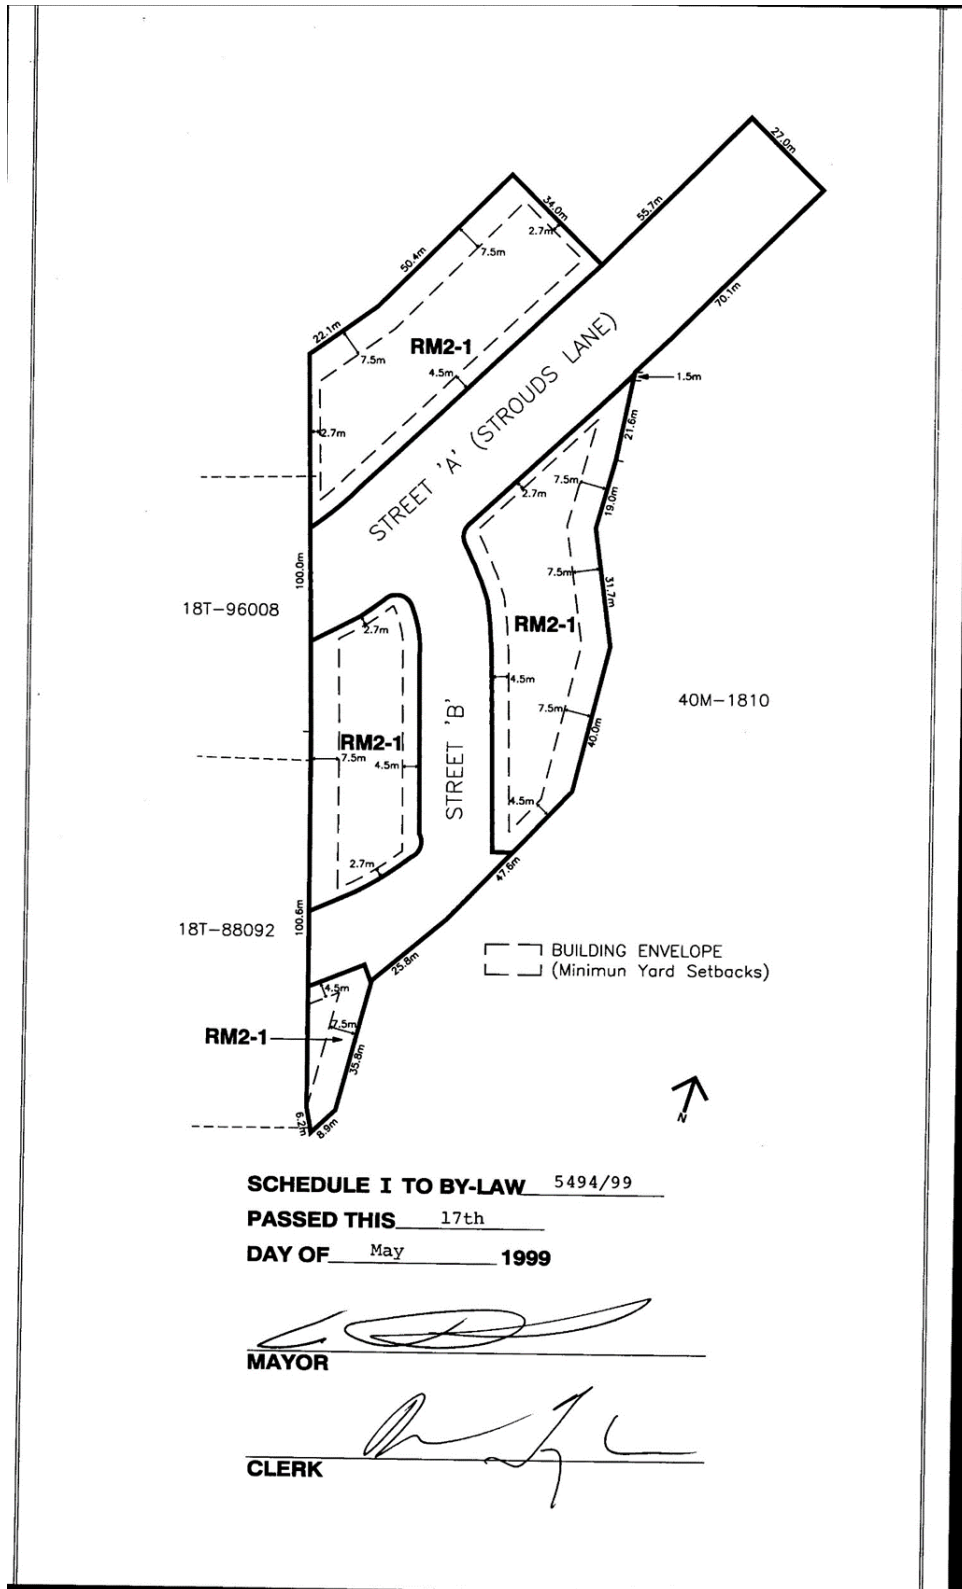 27.0m
34.0m
55.7m
2.7m
50.4m
7.5m
70.1m
22.1m
RM2-1
7.5m
4.5m
1.5m
STREET 'A' (STROUDS LANE)
2.7m
21.6m
7.5m
2.7m
19.0m
100.0m
7.5m
31.7m
18T-96008
2.7m
RM2-1
4.5m
40M-1810
7.5m
STREET 'B'
40.0m
RM2-1
7.5m
4.5m
4.5m
2.7m
47.6m
100.6m
18T-88092
BUILDING ENVELOPE
(Minimun Yard Setbacks)
25.8m
4.5m
7.5m
RM2-1
35.8m
6.2m
8.9m
N
SCHEDULE I TO BY-LAW 5494/99
PASSED THIS 17th
DAY OF May 1999
MAYOR
CLERK